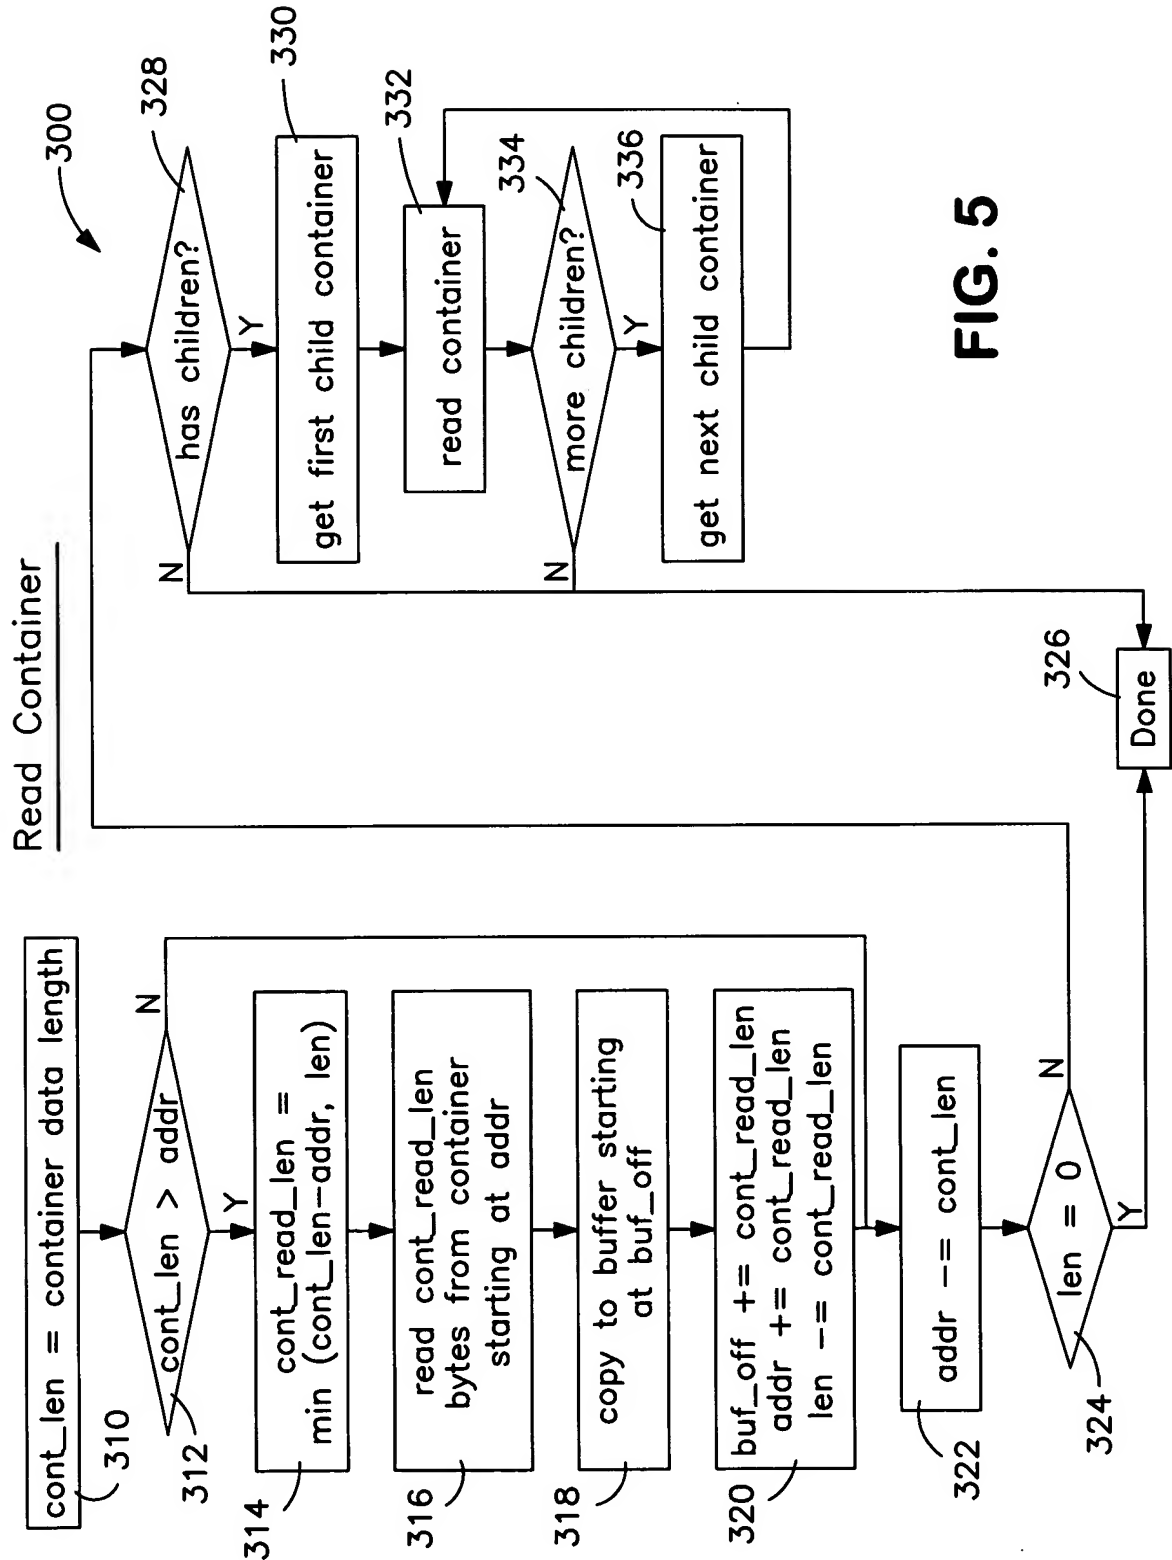 Read Container
300
cont_len = container data length
310
cont_len > addr
312
N
Y
cont_read_len =
min (cont_len-addr, len)
314
read cont_read_len
bytes from container
starting at addr
316
copy to buffer starting
at buf_off
318
buf_off += cont_read_len
addr += cont_read_len
len -= cont_read_len
320
addr -= cont_len
322
len = 0
324
N
Y
has children?
328
N
Y
get first child container
330
read container
332
more children?
334
N
Y
get next child container
336
Done
326
FIG. 5